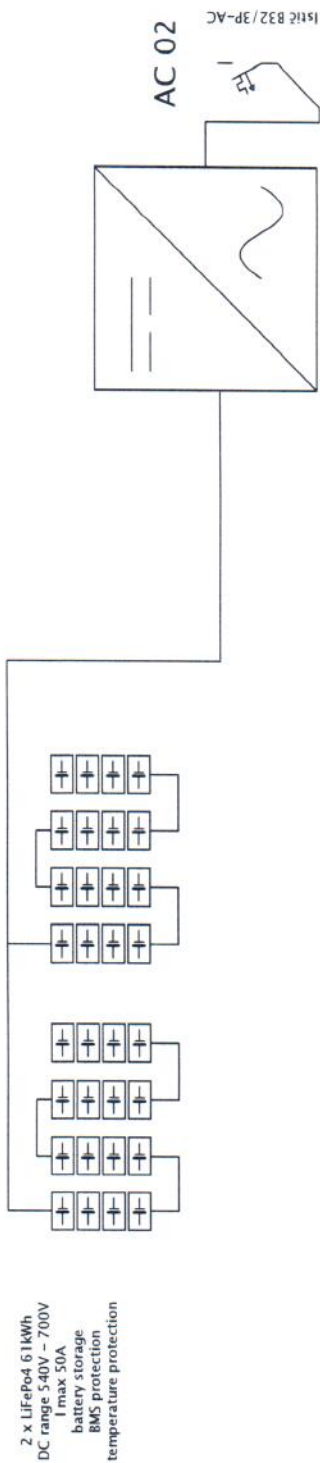 2 x LiFePo4 61kWh
DC range 540V – 700V
I max 50A
battery storage
BMS protection
temperature protection
AC 02
Istič B32/3P-AC